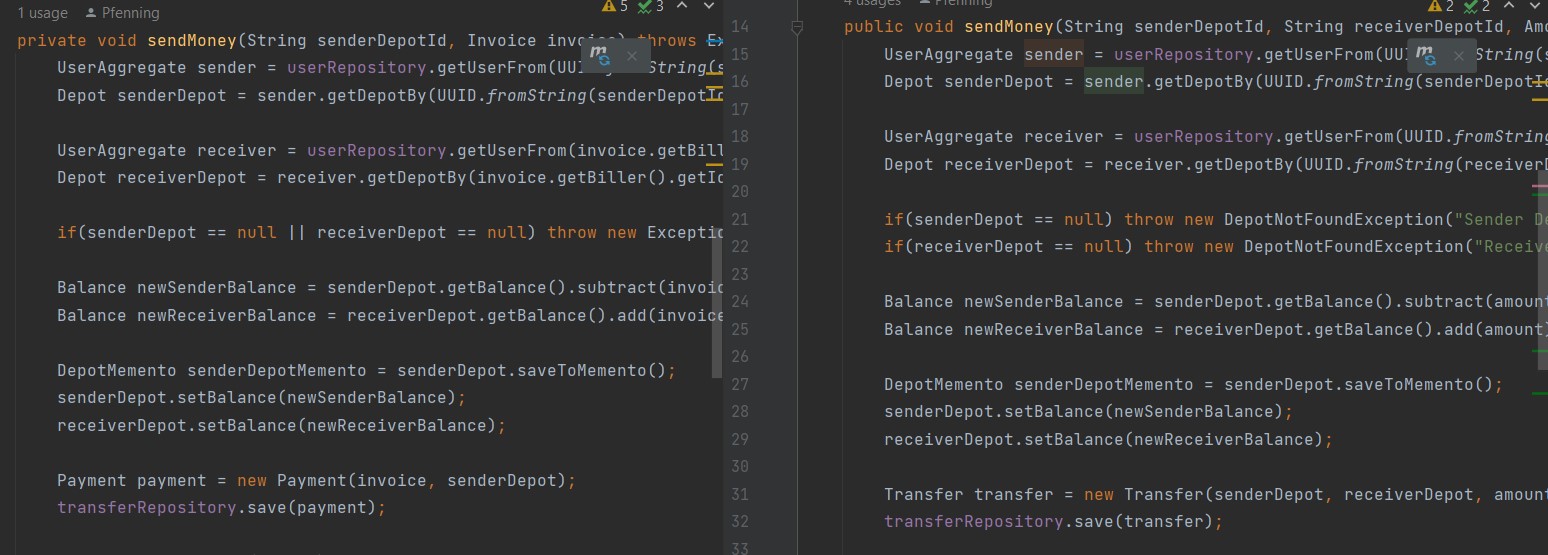 1 usage Pfenning
5 3
private void sendMoney(String senderDepotId, Invoice invoice) throws
UserAggregate sender = userRepository.getUserFrom(
Depot senderDepot = sender.getDepotBy(UUID.fromString(senderDepotId
UserAggregate receiver = userRepository.getUserFrom(invoice.getBill
Depot receiverDepot = receiver.getDepotBy(invoice.getBiller().getId
if(senderDepot == null || receiverDepot == null) throw new Exceptio
Balance newSenderBalance = senderDepot.getBalance().subtract(invoic
Balance newReceiverBalance = receiverDepot.getBalance().add(invoice
DepotMemento senderDepotMemento = senderDepot.saveToMemento();
senderDepot.setBalance(newSenderBalance);
receiverDepot.setBalance(newReceiverBalance);
Payment payment = new Payment(invoice, senderDepot);
transferRepository.save(payment);
4 usages Pfenning
2 2
14 public void sendMoney(String senderDepotId, String receiverDepotId, Amo
15 UserAggregate sender = userRepository.getUserFrom( String(s
16 Depot senderDepot = sender.getDepotBy(UUID.fromString(senderDepotId
17
18 UserAggregate receiver = userRepository.getUserFrom(UUID.fromString
19 Depot receiverDepot = receiver.getDepotBy(UUID.fromString(receiverD
20
21 if(senderDepot == null) throw new DepotNotFoundException("Sender De
22 if(receiverDepot == null) throw new DepotNotFoundException("Receive
23
24 Balance newSenderBalance = senderDepot.getBalance().subtract(amount
25 Balance newReceiverBalance = receiverDepot.getBalance().add(amount)
26
27 DepotMemento senderDepotMemento = senderDepot.saveToMemento();
28 senderDepot.setBalance(newSenderBalance);
29 receiverDepot.setBalance(newReceiverBalance);
30
31 Transfer transfer = new Transfer(senderDepot, receiverDepot, amount
32 transferRepository.save(transfer);
33